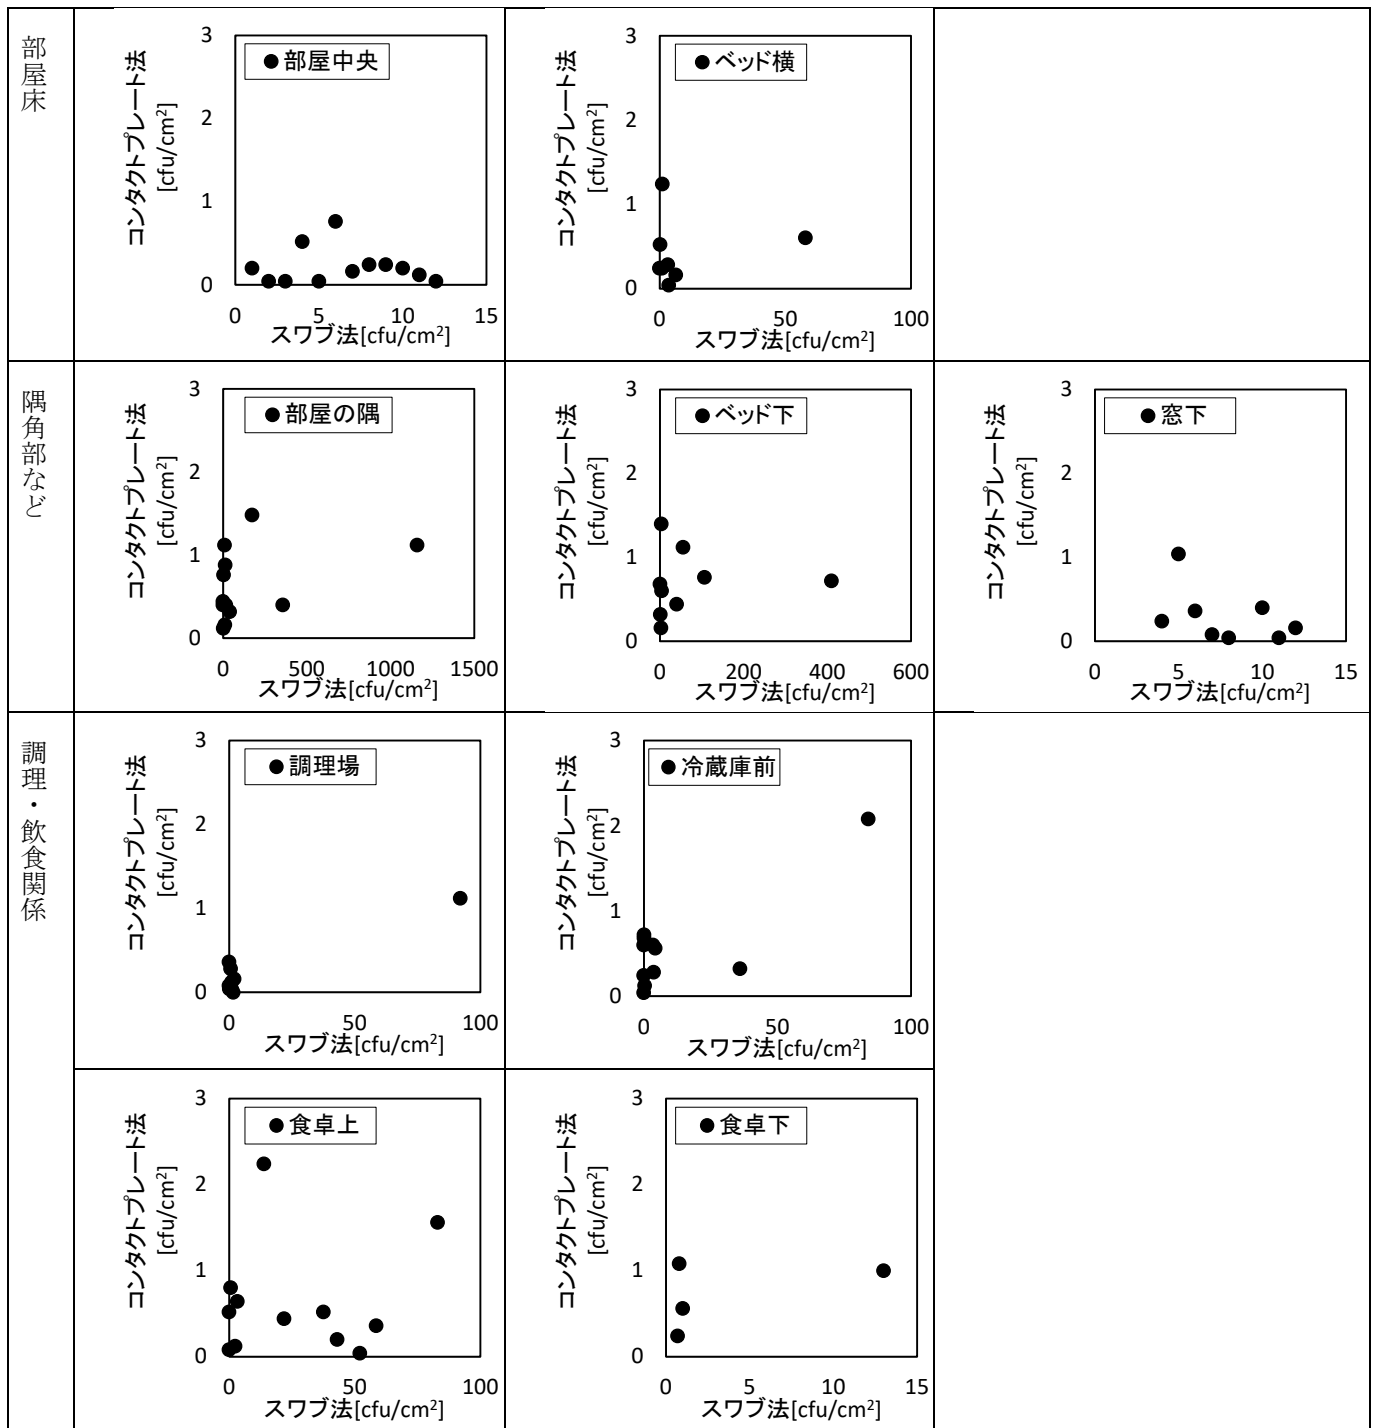 部屋床
3
2
1
0
コンタクトプレート法
[cfu/cm²]
●部屋中央
0 5 10 15
スワブ法[cfu/cm²]
3
2
1
0
コンタクトプレート法
[cfu/cm²]
●ベッド横
0 50 100
スワブ法[cfu/cm²]
隅角部など
3
2
1
0
コンタクトプレート法
[cfu/cm²]
●部屋の隅
0 500 1000 1500
スワブ法[cfu/cm²]
3
2
1
0
コンタクトプレート法
[cfu/cm²]
●ベッド下
0 200 400 600
スワブ法[cfu/cm²]
3
2
1
0
コンタクトプレート法
[cfu/cm²]
●窓下
0 5 10 15
スワブ法[cfu/cm²]
調理・飲食関係
3
2
1
0
コンタクトプレート法
[cfu/cm²]
●調理場
0 50 100
スワブ法[cfu/cm²]
3
2
1
0
コンタクトプレート法
[cfu/cm²]
●冷蔵庫前
0 50 100
スワブ法[cfu/cm²]
3
2
1
0
コンタクトプレート法
[cfu/cm²]
●食卓上
0 50 100
スワブ法[cfu/cm²]
3
2
1
0
コンタクトプレート法
[cfu/cm²]
●食卓下
0 5 10 15
スワブ法[cfu/cm²]